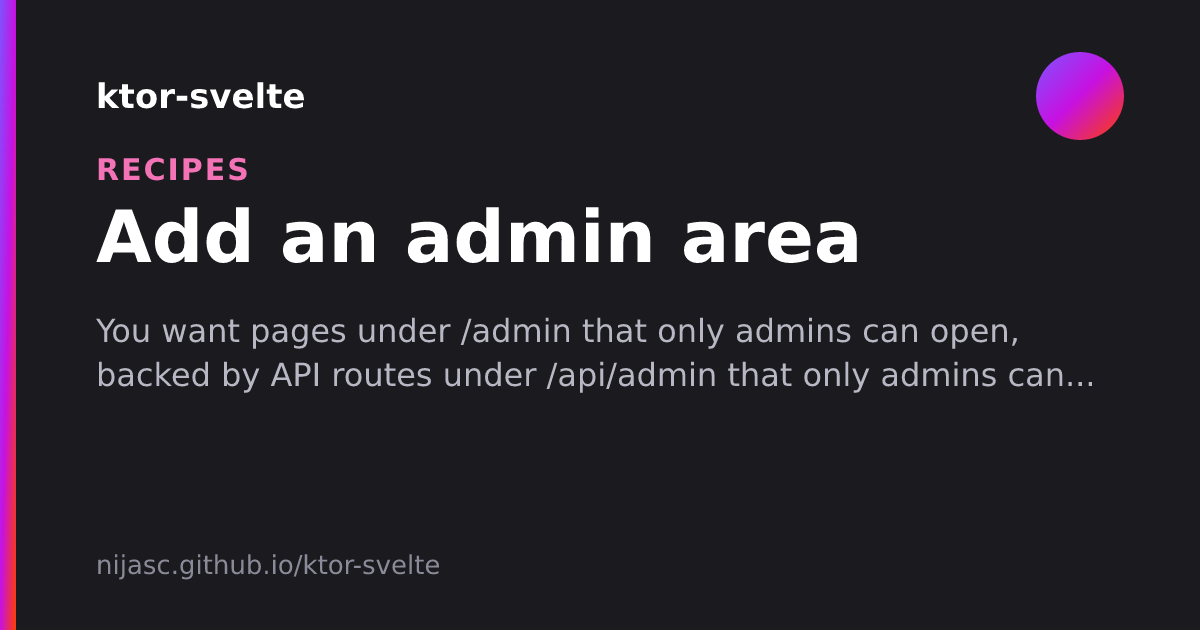 ktor-svelte
RECIPES
Add an admin area
You want pages under /admin that only admins can open,
backed by API routes under /api/admin that only admins can...
nijasc.github.io/ktor-svelte